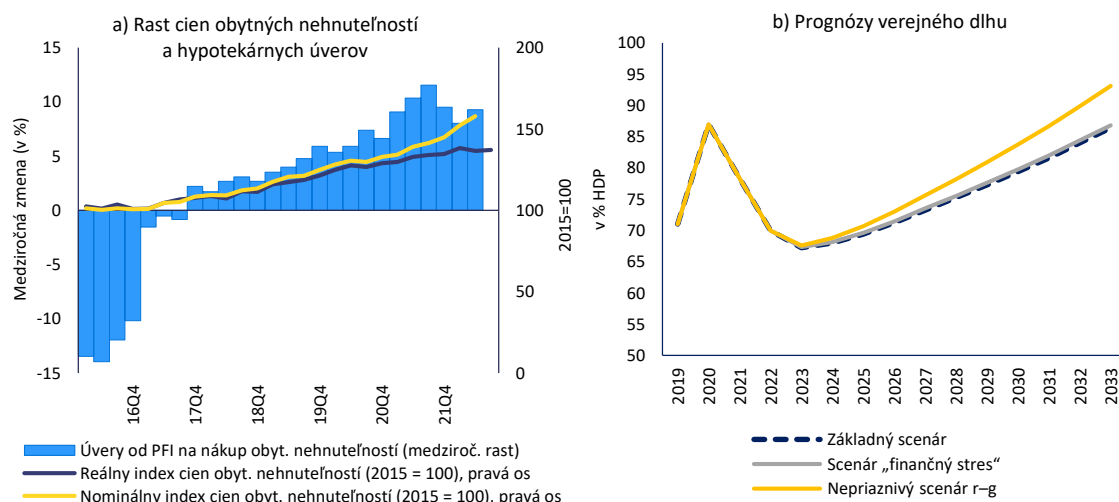 a) Rast cien obytných nehnuteľností
a hypotekárnych úverov
Medziročná zmena (v %)
15
10
5
0
-5
-10
-15
200
150
100
50
0
2015=100
16Q4
17Q4
18Q4
19Q4
20Q4
21Q4
Úvery od PFI na nákup obyt. nehnuteľností (medziroč. rast)
Reálny index cien obyt. nehnuteľností (2015 = 100), pravá os
Nominálny index cien obyt. nehnuteľností (2015 = 100), pravá os
b) Prognózy verejného dlhu
v % HDP
100
95
90
85
80
75
70
65
60
55
50
2019
2020
2021
2022
2023
2024
2025
2026
2027
2028
2029
2030
2031
2032
2033
Základný scenár
Scenár „finančný stres“
Nepriaznivý scenár r–g